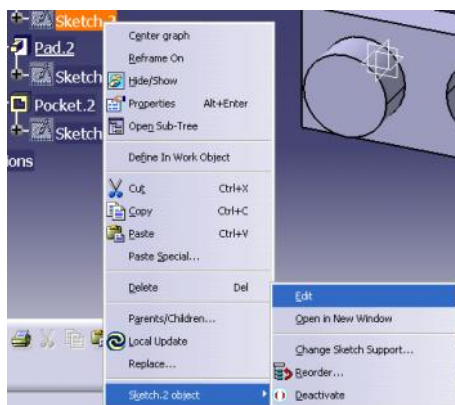 Sketch.2
Pad.2
Sketch
Pocket.2
Sketch
ons
Center graph
Reframe On
Hide/Show
Properties Alt+Enter
Open Sub-Tree
Define In Work Object
Cut Ctrl+X
Copy Ctrl+C
Paste Ctrl+V
Paste Special...
Delete Del
Parents/Children...
Local Update
Replace...
Sketch.2 object
Edit
Open in New Window
Change Sketch Support...
Reorder...
Deactivate